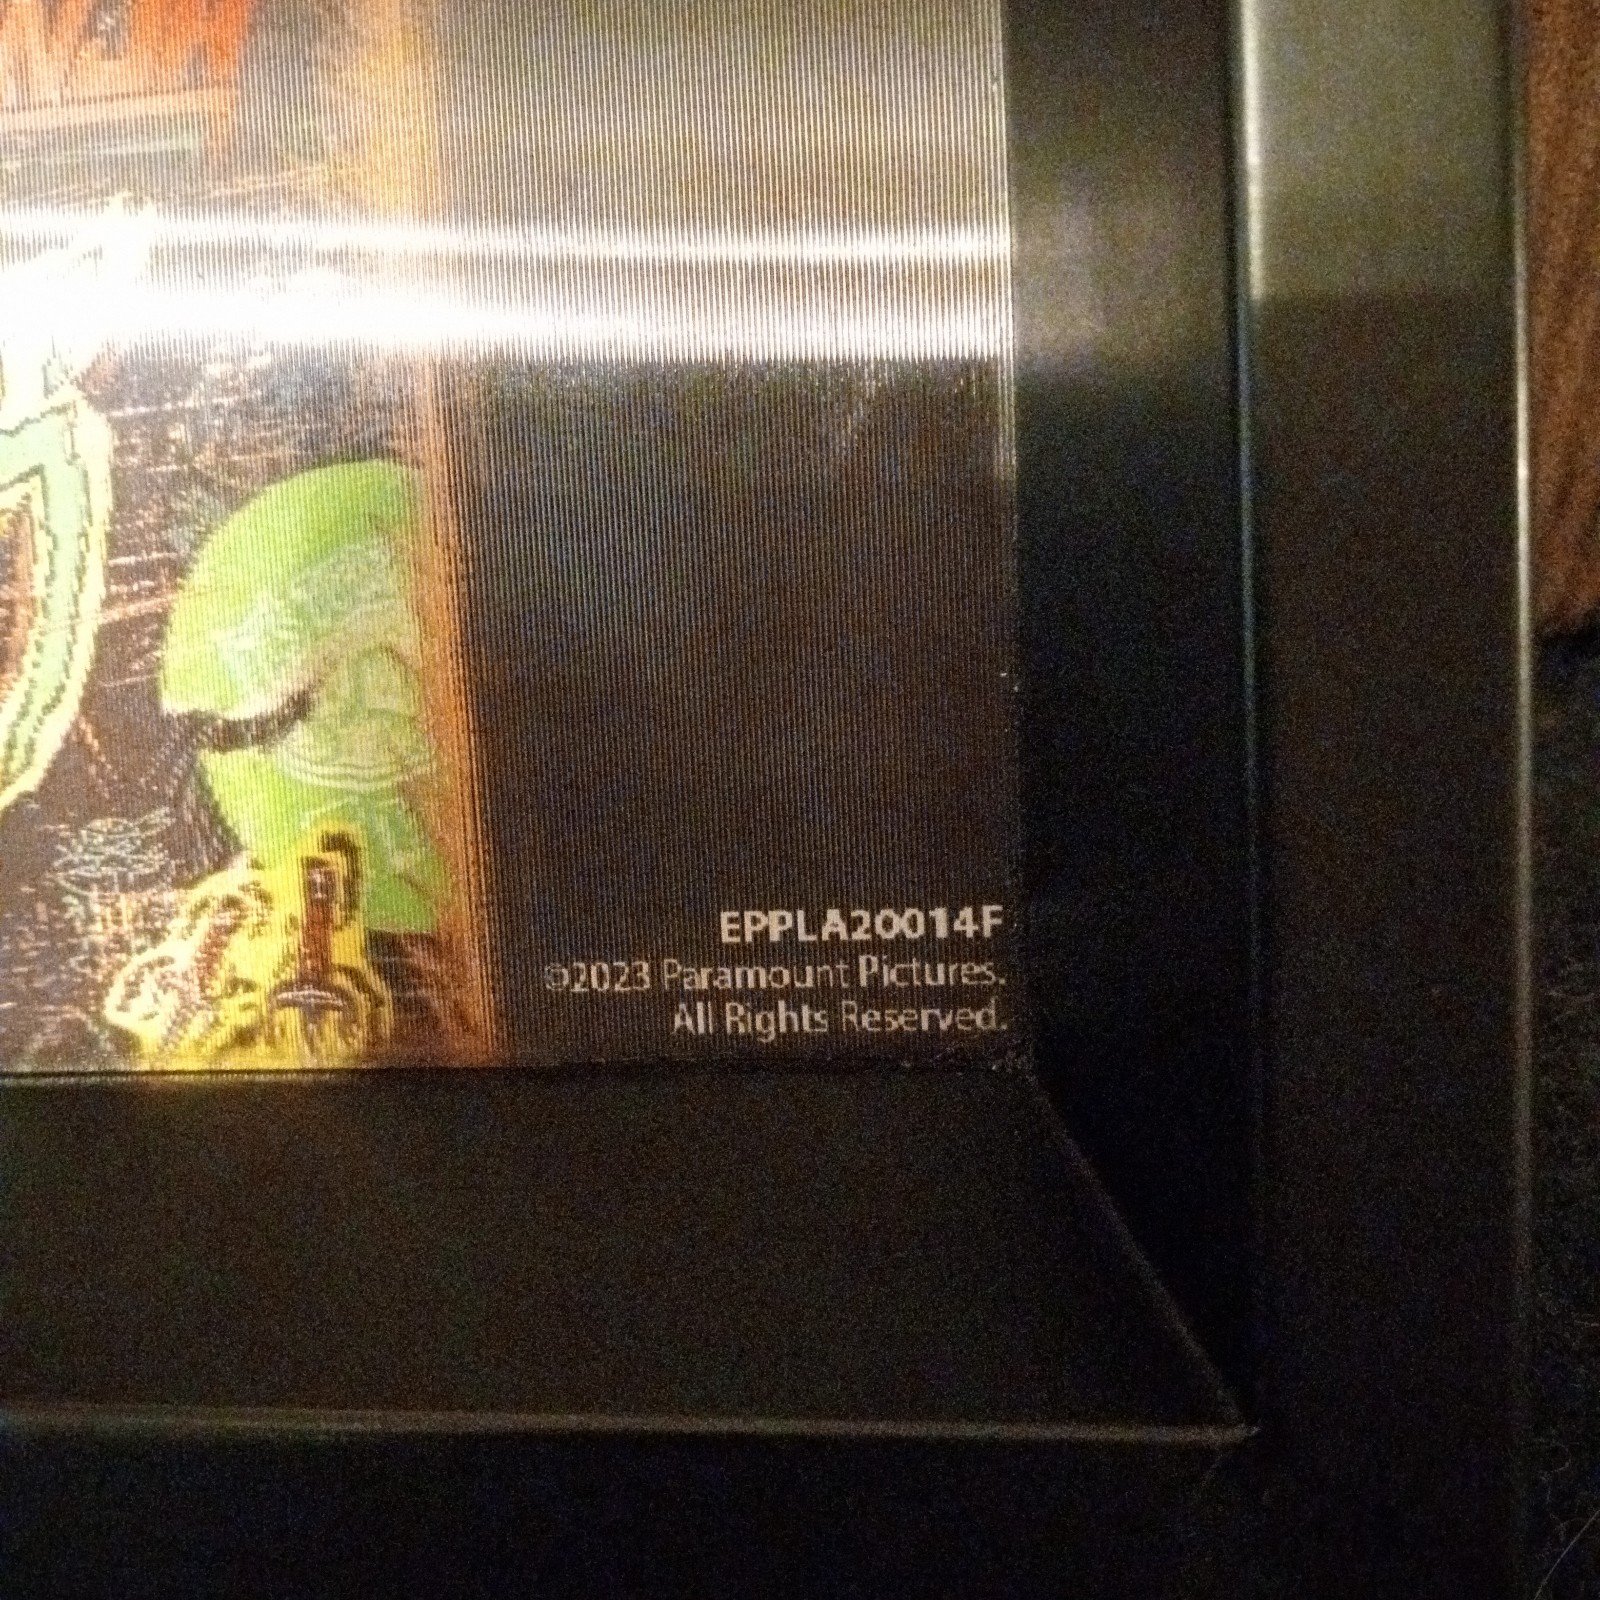 EPPLA20014F
©2023 Paramount Pictures.
All Rights Reserved.